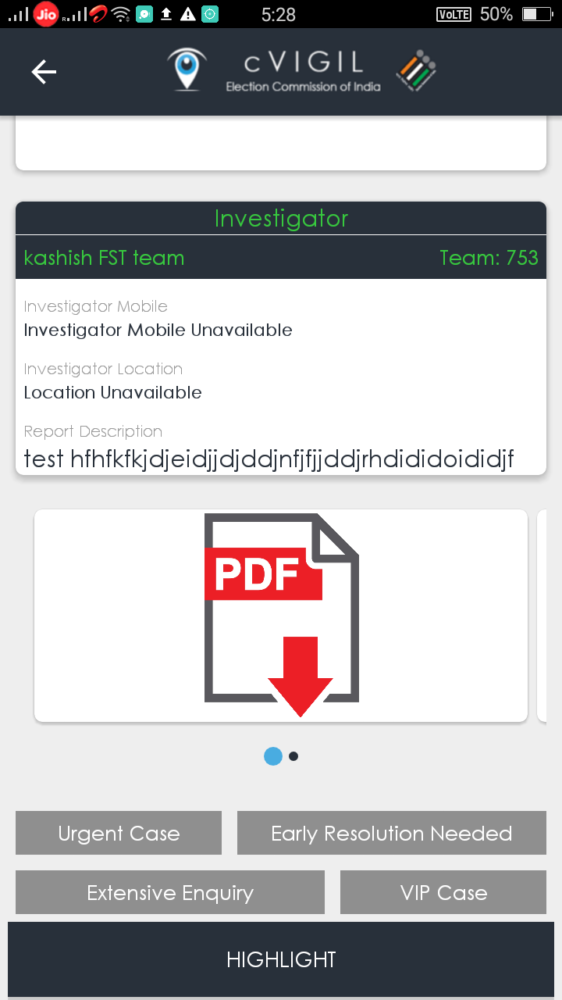 Jio
R
5:28
VoLTE 50%
cVIGIL
Election Commission of India
Investigator
kashish FST team Team: 753
Investigator Mobile
Investigator Mobile Unavailable
Investigator Location
Location Unavailable
Report Description
test hfhfkfkjdjeidjjdjddjnfjfjjddjrhdididoididjf
PDF
Urgent Case Early Resolution Needed
Extensive Enquiry VIP Case
HIGHLIGHT